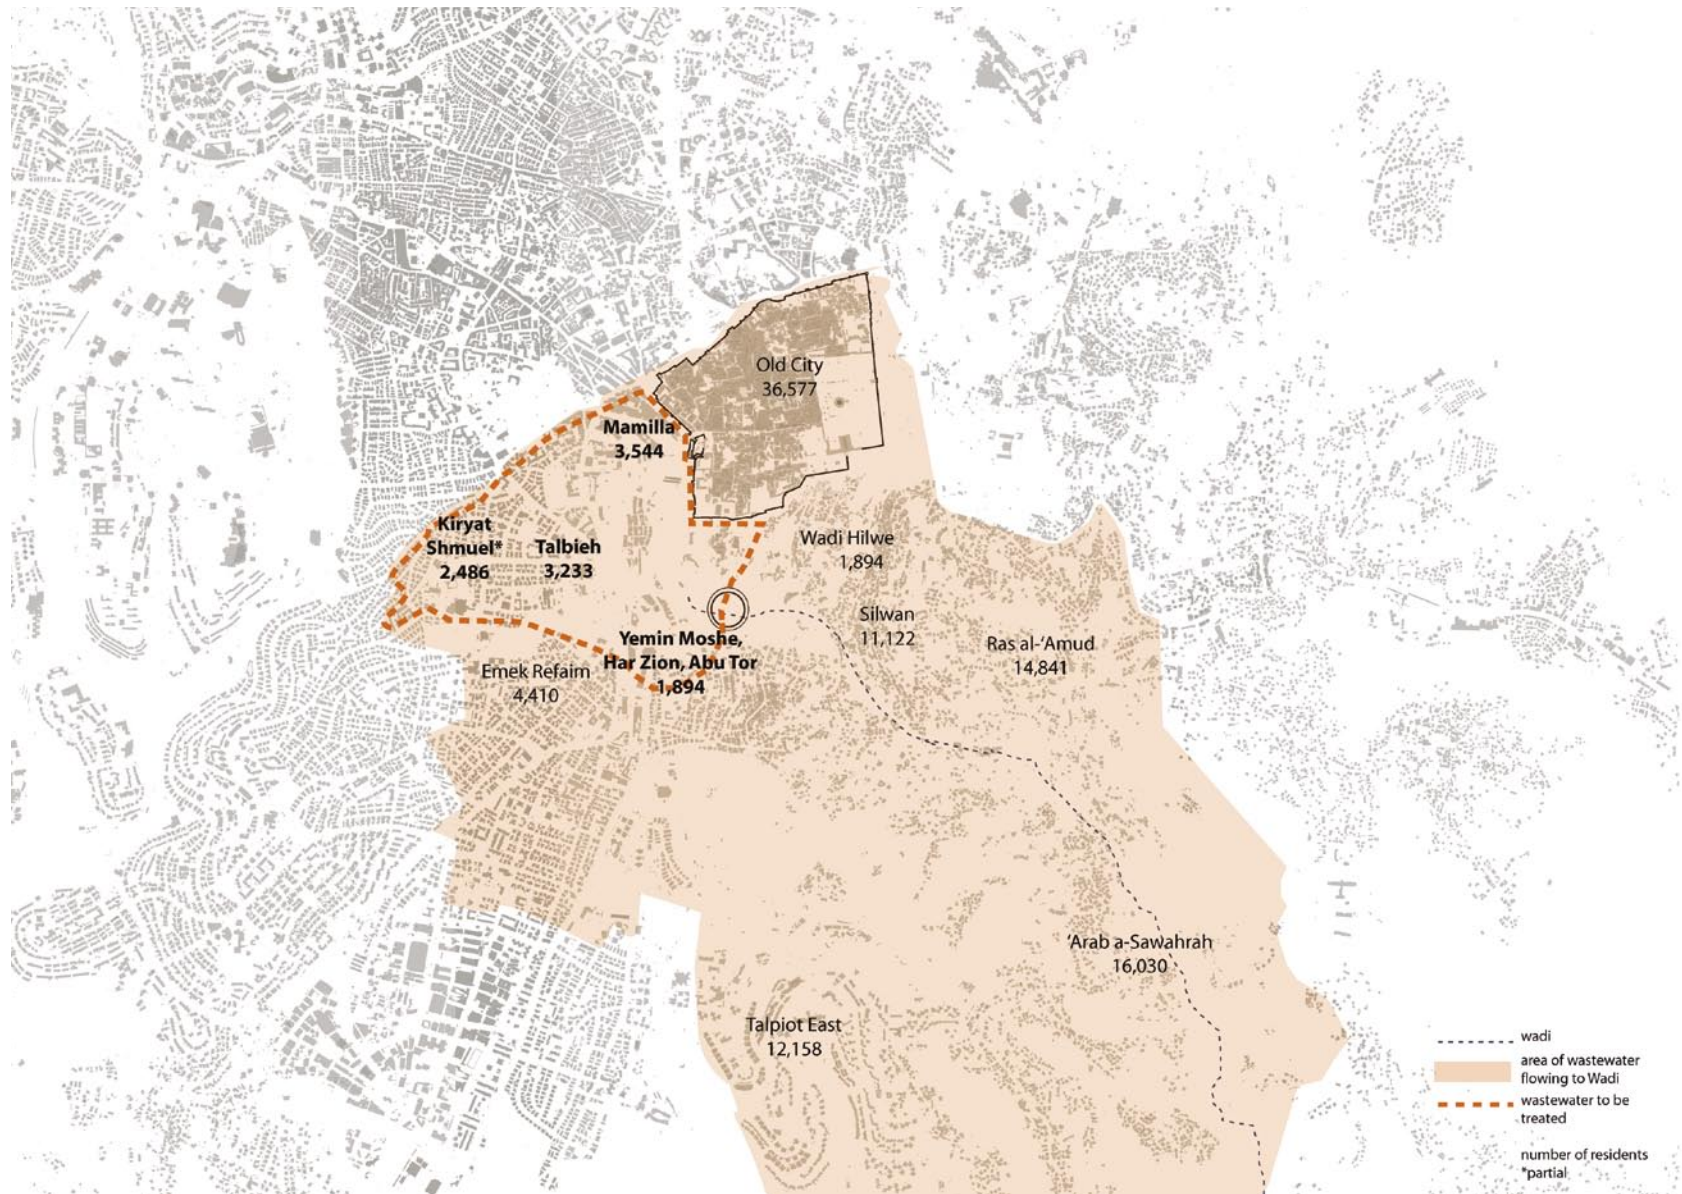 Old City
36,577
Mamilla
3,544
Kiryat
Shmuel*
2,486
Talbieh
3,233
Wadi Hilwe
1,894
Silwan
11,122
Ras al-‘Amud
14,841
Yemin Moshe,
Har Zion, Abu Tor
1,894
Emek Refaim
4,410
‘Arab a-Sawahrah
16,030
Talpiot East
12,158
wadi
area of wastewater
flowing to Wadi
wastewater to be
treated
number of residents
*partial